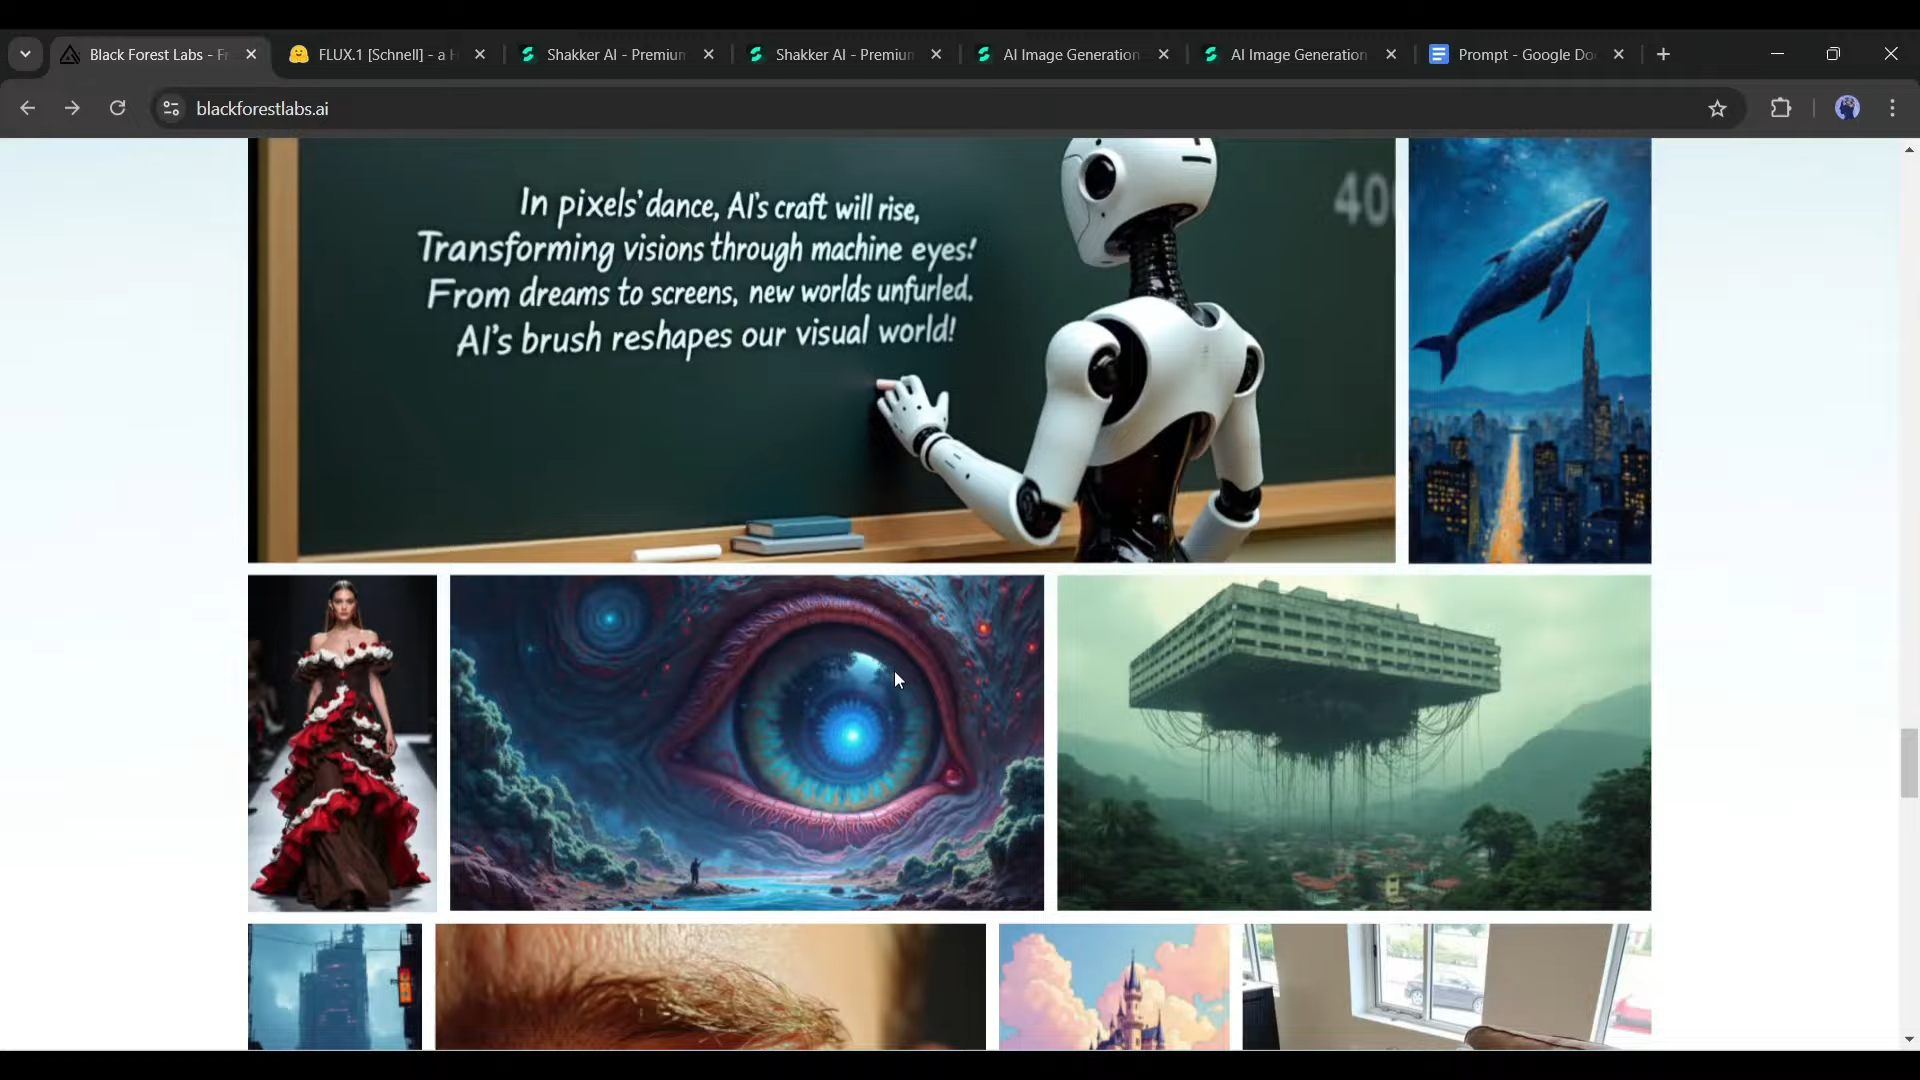 Black Forest Labs - Fr
FLUX.1 [Schnell] - a H
Shakker AI - Premium
Shakker AI - Premium
AI Image Generation
AI Image Generation
Prompt - Google Do
blackforestlabs.ai
In pixels' dance, AI's craft will rise,
Transforming visions through machine eyes!
From dreams to screens, new worlds unfurled.
AI's brush reshapes our visual world!
40